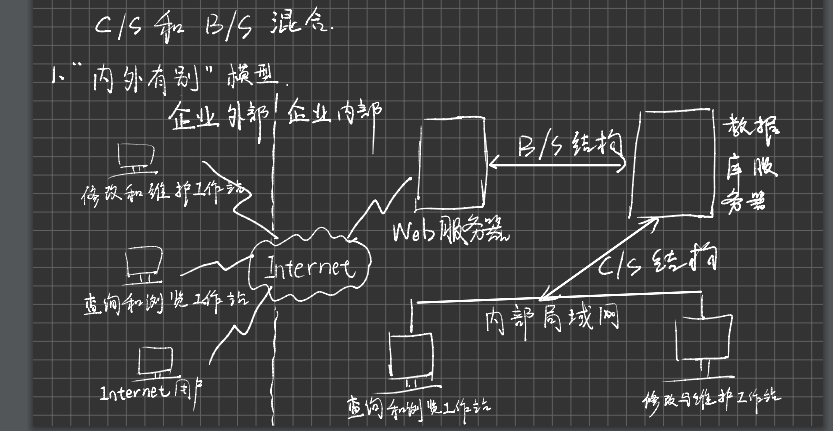 C/S 和 B/S 混合.
1、"内外有别"模型.
企业外部 企业内部
修改和维护工作站
查询和浏览工作站
Internet用户
Internet
Web服务器
B/S结构
数据
库服
务器
C/S结构
内部局域网
查询和浏览工作站
修改与维护工作站